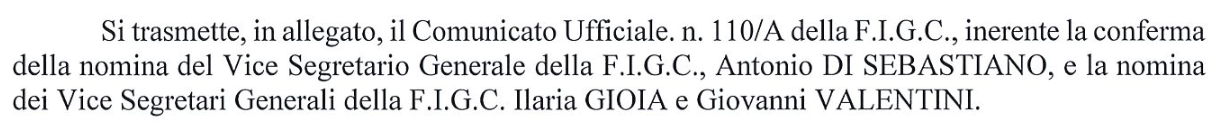 Si trasmette, in allegato, il Comunicato Ufficiale. n. 110/A della F.I.G.C., inerente la conferma
della nomina del Vice Segretario Generale della F.I.G.C., Antonio DI SEBASTIANO, e la nomina
dei Vice Segretari Generali della F.I.G.C. Ilaria GIOIA e Giovanni VALENTINI.